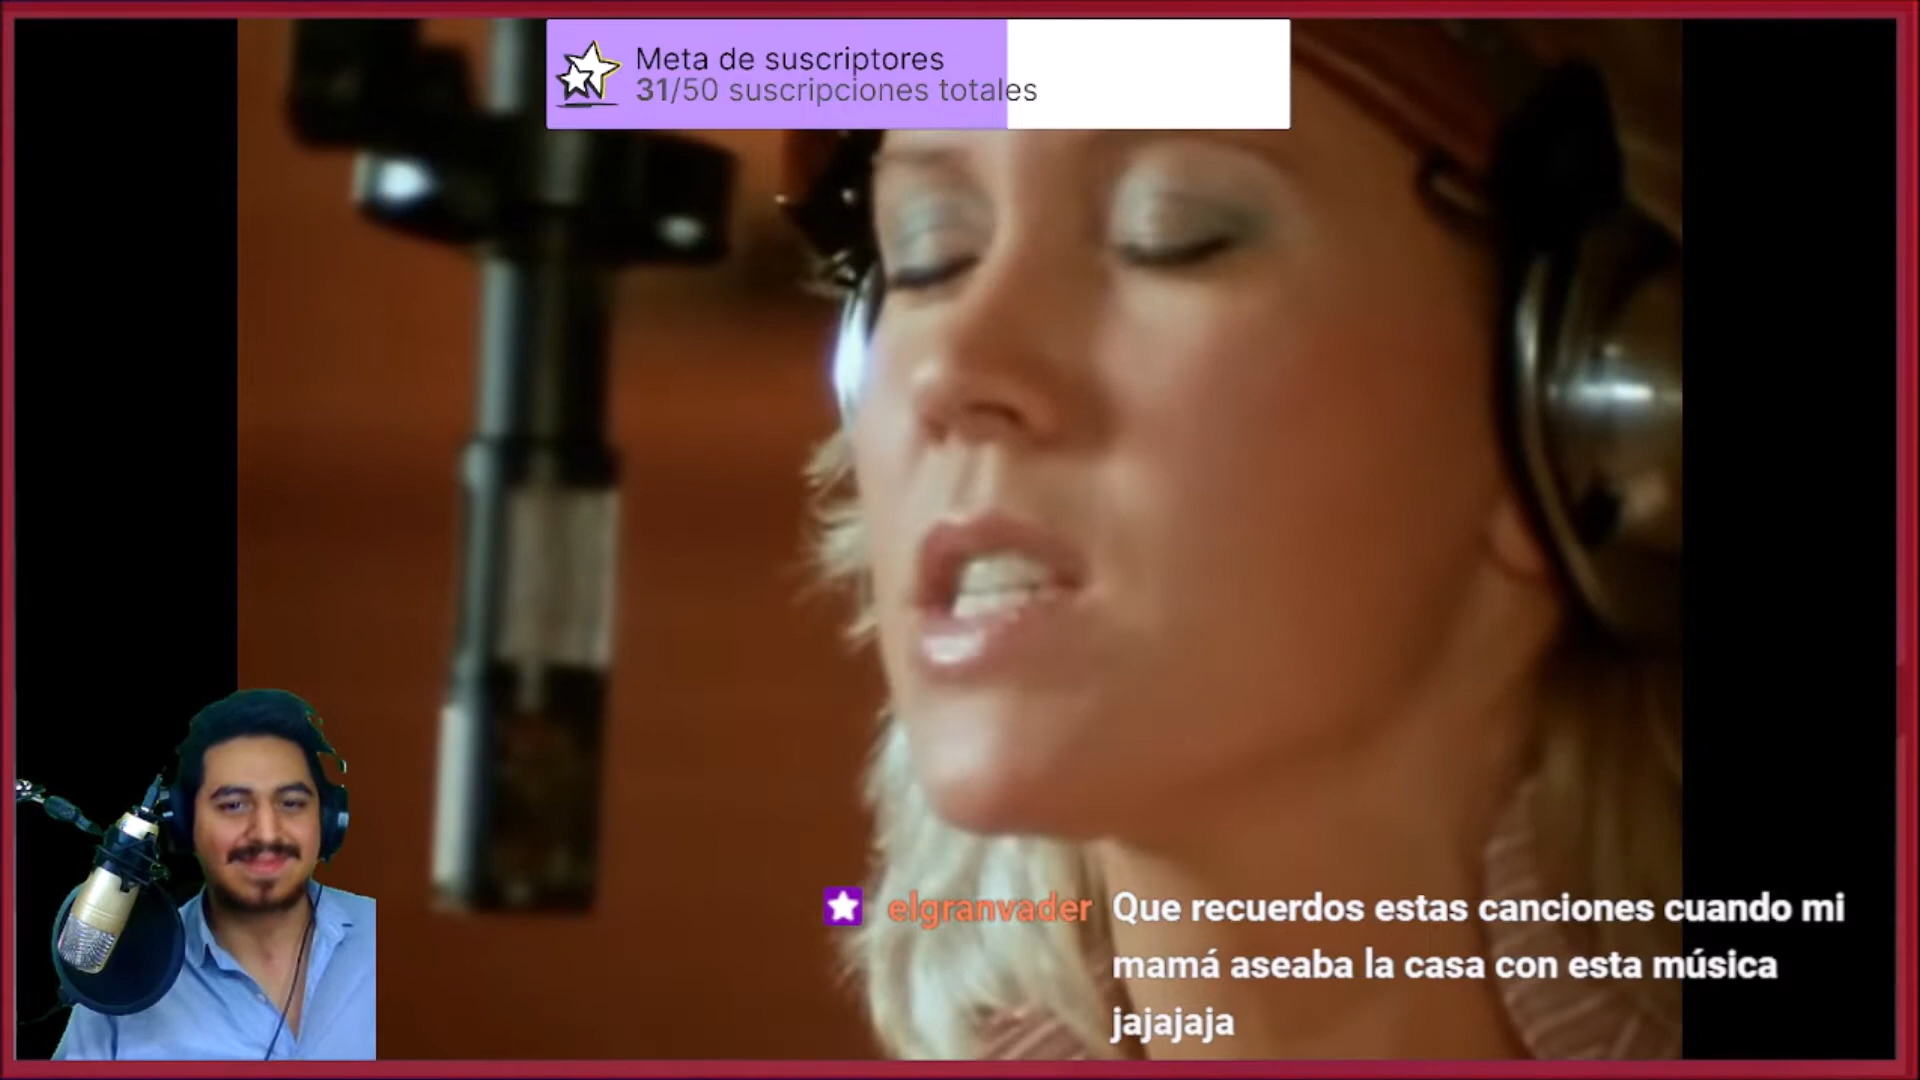 Meta de suscriptores
31/50 suscripciones totales
elgranvader Que recuerdos estas canciones cuando mi
mamá aseaba la casa con esta música
jajajaja